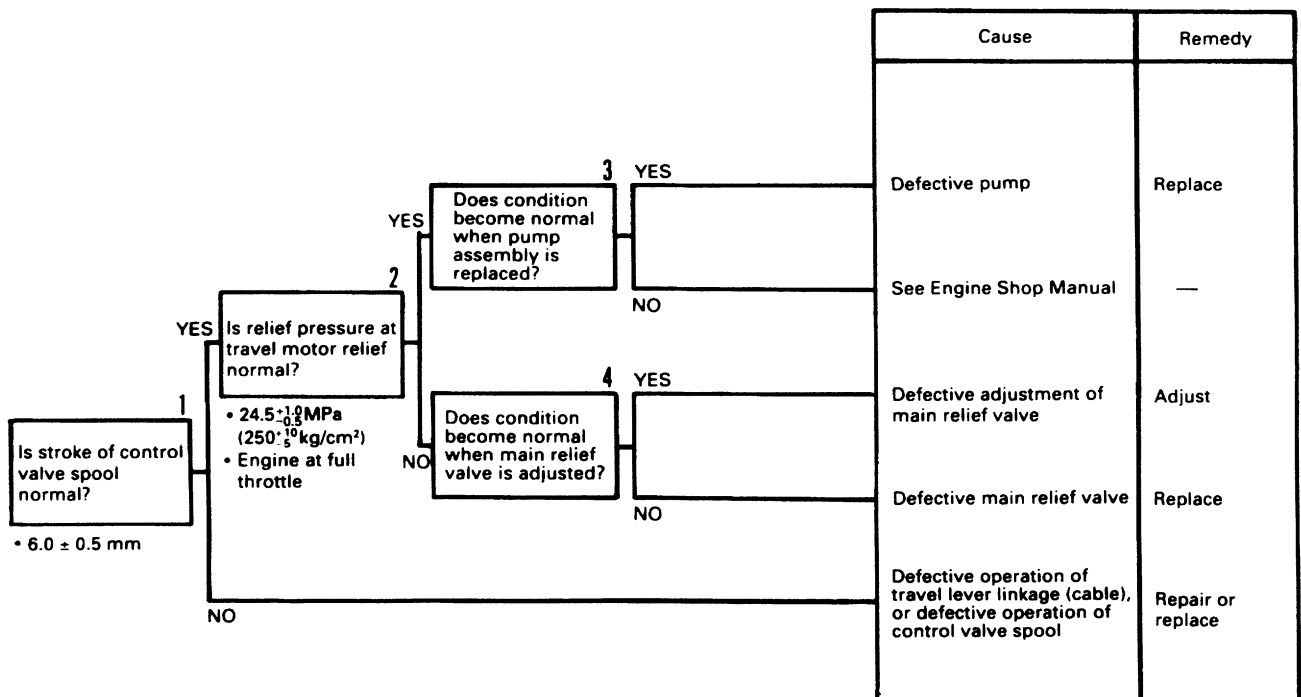 Cause
Remedy
3
YES
Does condition
become normal
when pump
assembly is
replaced?
Defective pump
Replace
YES
NO
See Engine Shop Manual
—
2
YES
Is relief pressure at
travel motor relief
normal?
• 24.5 +1.0 -0.5 MPa
(250 +10 -5 kg/cm²)
• Engine at full
throttle
4
YES
NO
Does condition
become normal
when main relief
valve is adjusted?
Defective adjustment of
main relief valve
Adjust
NO
Defective main relief valve
Replace
1
Is stroke of control
valve spool
normal?
• 6.0 ± 0.5 mm
NO
Defective operation of
travel lever linkage (cable),
or defective operation of
control valve spool
Repair or
replace